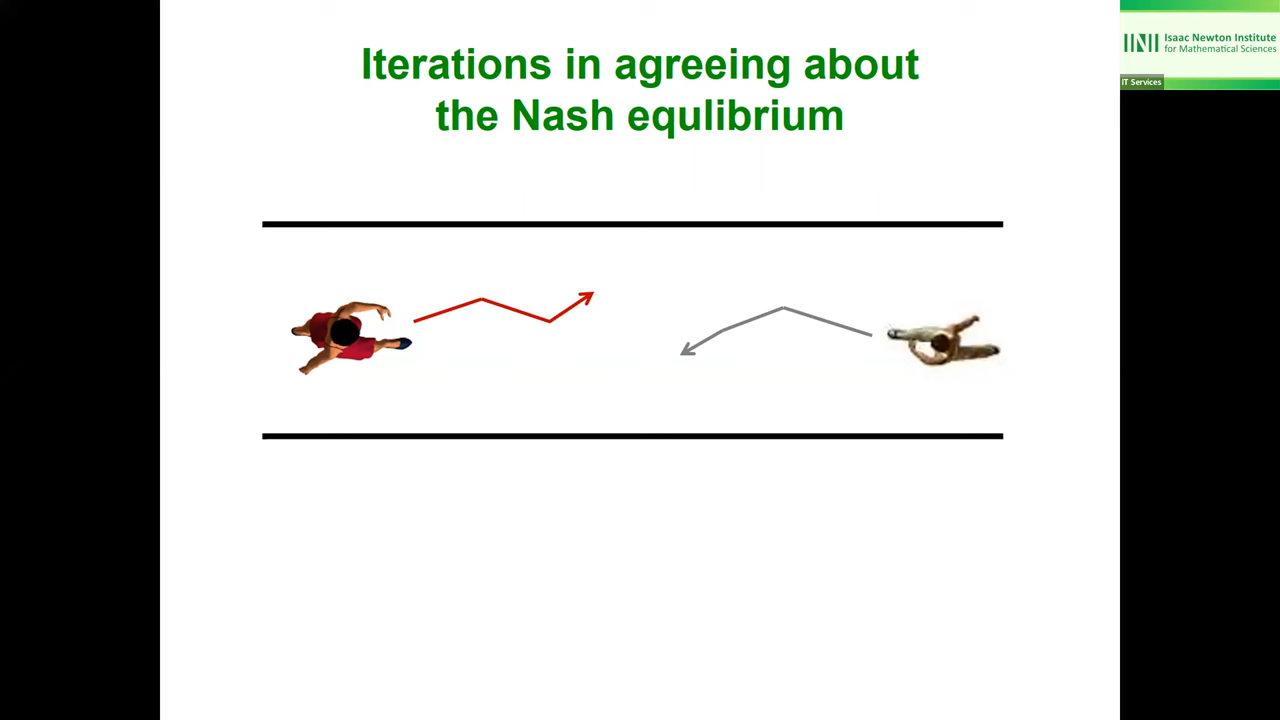 Iterations in agreeing about
the Nash equlibrium
Isaac Newton Institute
for Mathematical Sciences
IT Services